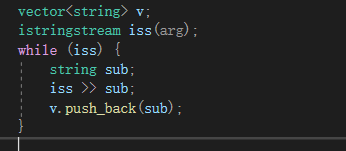 vector<string> v;
istringstream iss(arg);
while (iss) {
string sub;
iss >> sub;
v.push_back(sub);
}